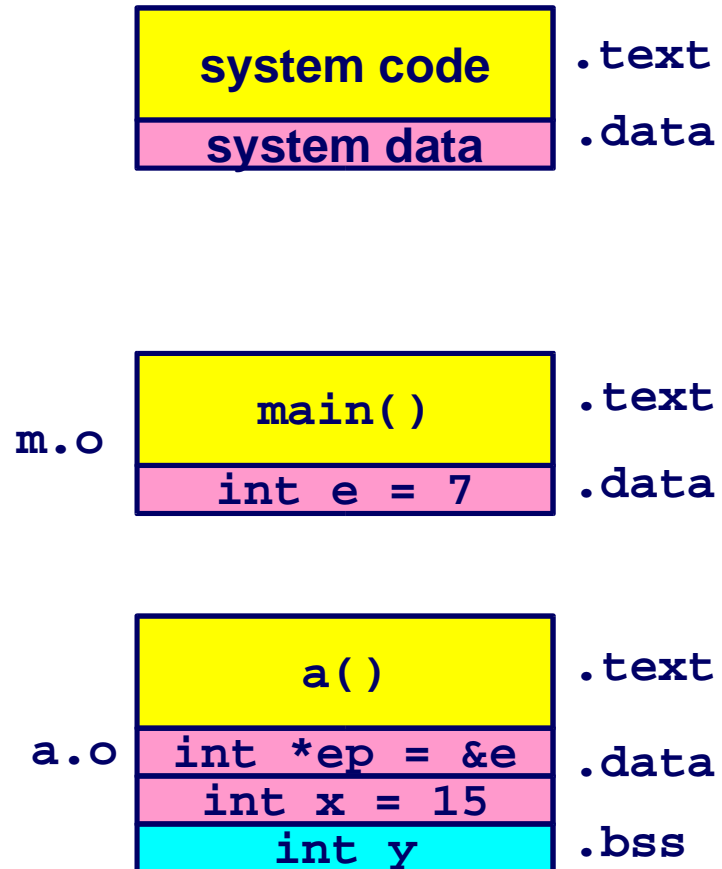 system code .text
system data .data
main() .text
m.o
int e = 7 .data
a() .text
a.o int *ep = &e .data
int x = 15
int y .bss